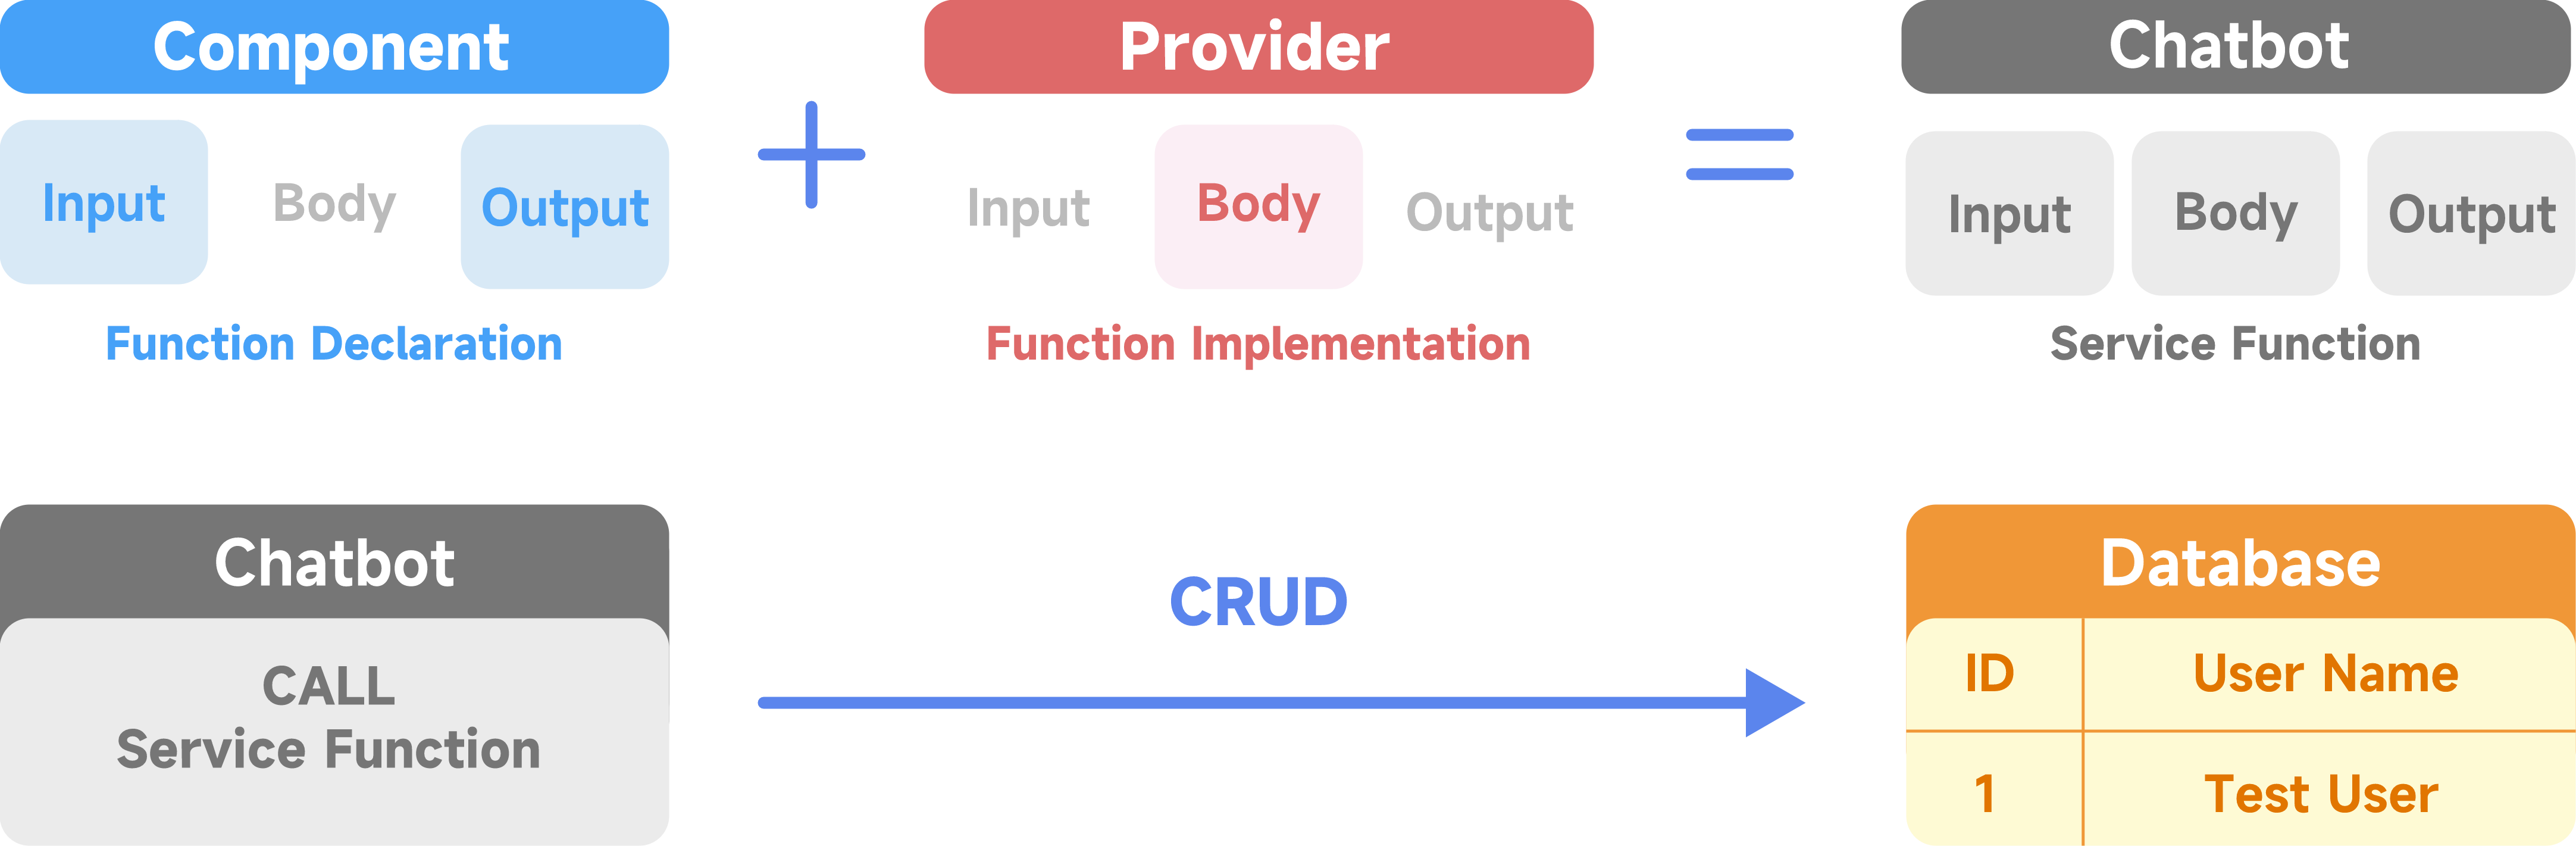 Component
Provider
Chatbot
Input
Body
Output
Input
Body
Output
Input
Body
Output
Function Declaration
Function Implementation
Service Function
Chatbot
CALL
Service Function
CRUD
Database
ID
User Name
1
Test User